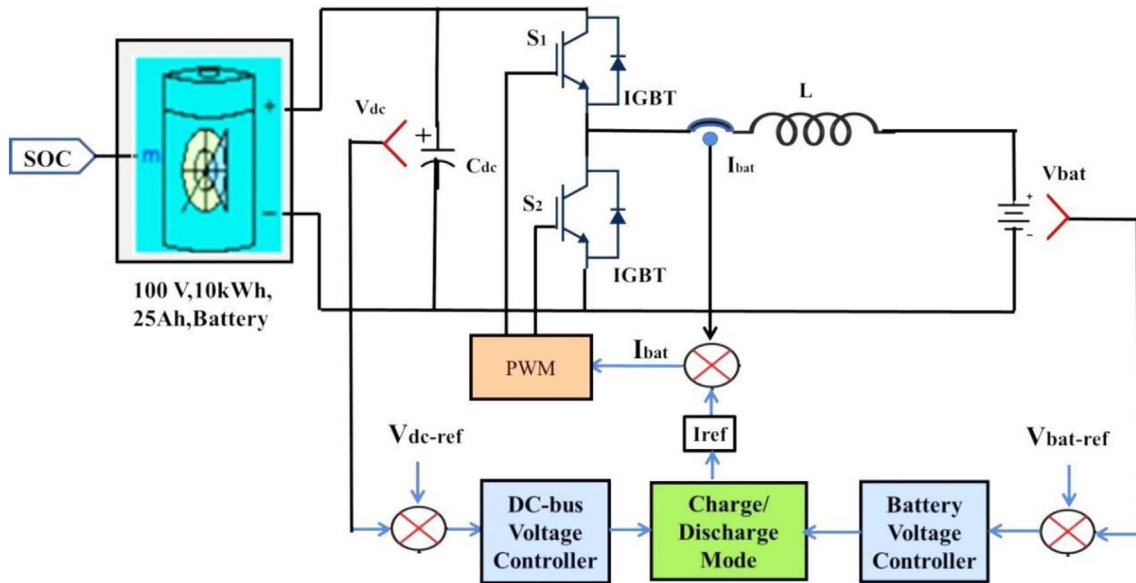 S1
IGBT
L
Vdc
+
SOC
m
+
Cdc
Ibat
Vbat
S2
+
−
−
IGBT
100 V,10kWh,
25Ah,Battery
PWM
Ibat
Iref
Vdc-ref
Vbat-ref
DC-bus
Voltage
Controller
Charge/
Discharge
Mode
Battery
Voltage
Controller